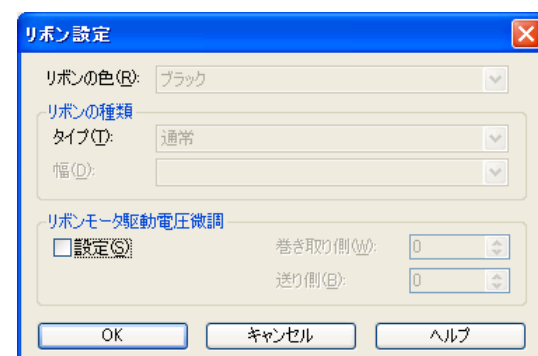 リボン設定
リボンの色(R): ブラック
リボンの種類
タイプ(T): 通常
幅(D):
リボンモータ駆動電圧微調
設定(S) 巻き取り側(W): 0
送り側(B): 0
OK キャンセル ヘルプ